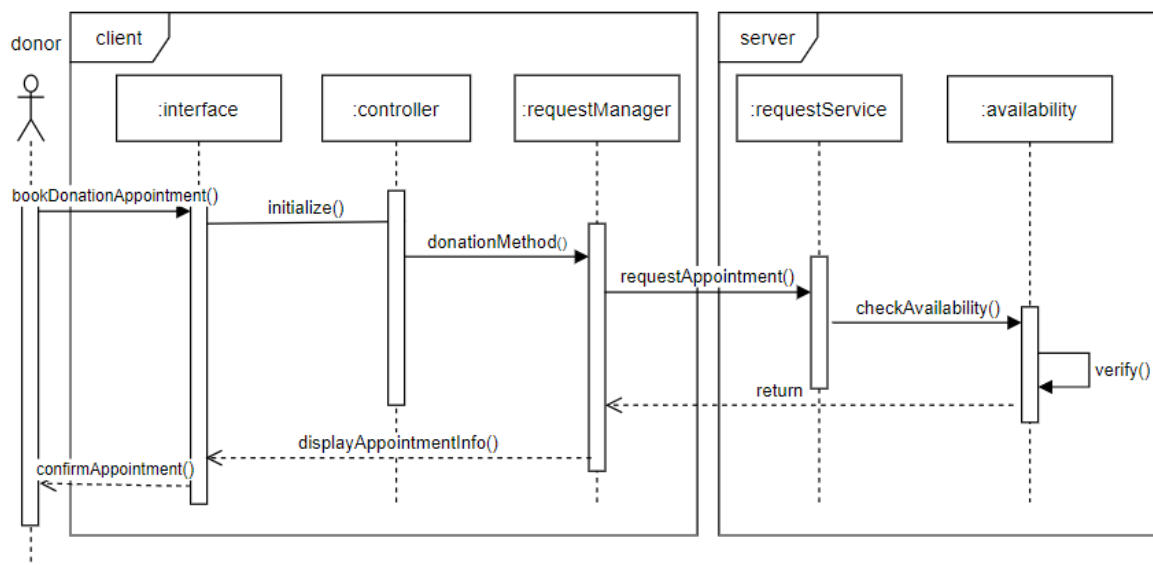 client
server
donor
:interface
:controller
:requestManager
:requestService
:availability
bookDonationAppointment()
initialize()
donationMethod()
requestAppointment()
checkAvailability()
verify()
return
displayAppointmentInfo()
confirmAppointment()